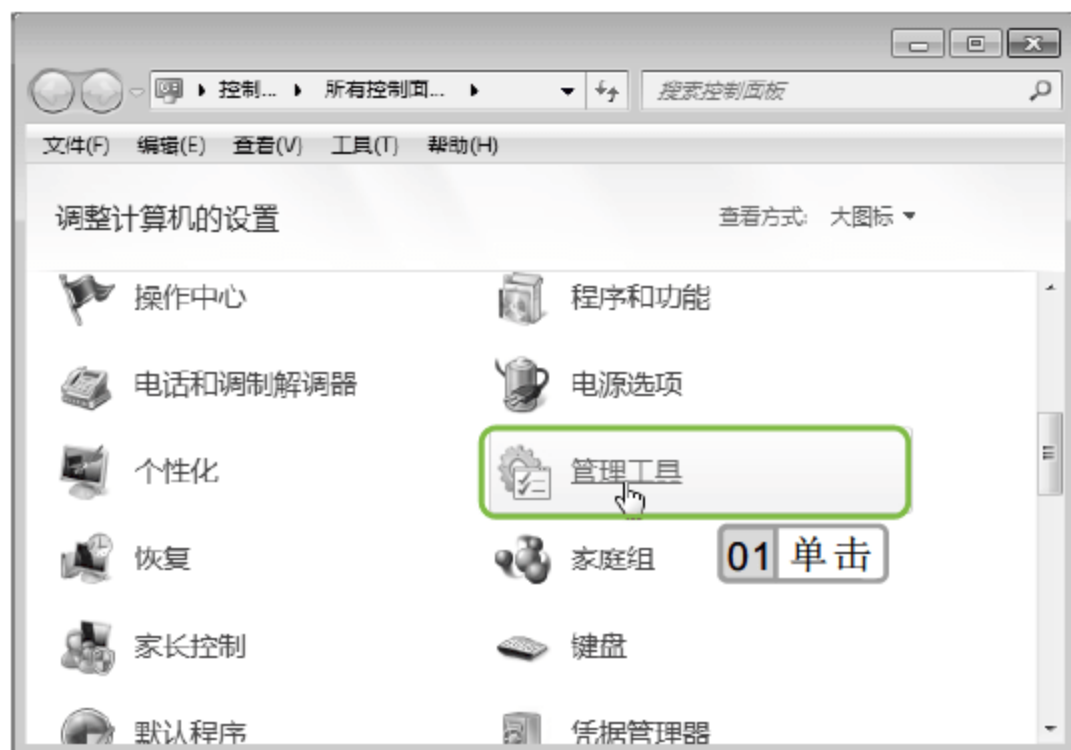 控制... 所有控制面... 搜索控制面板
文件(F) 编辑(E) 查看(V) 工具(T) 帮助(H)
调整计算机的设置 查看方式: 大图标
操作中心 程序和功能
电话和调制解调器 电源选项
个性化 管理工具
恢复 家庭组 01 单击
家长控制 键盘
默认程序 凭据管理器